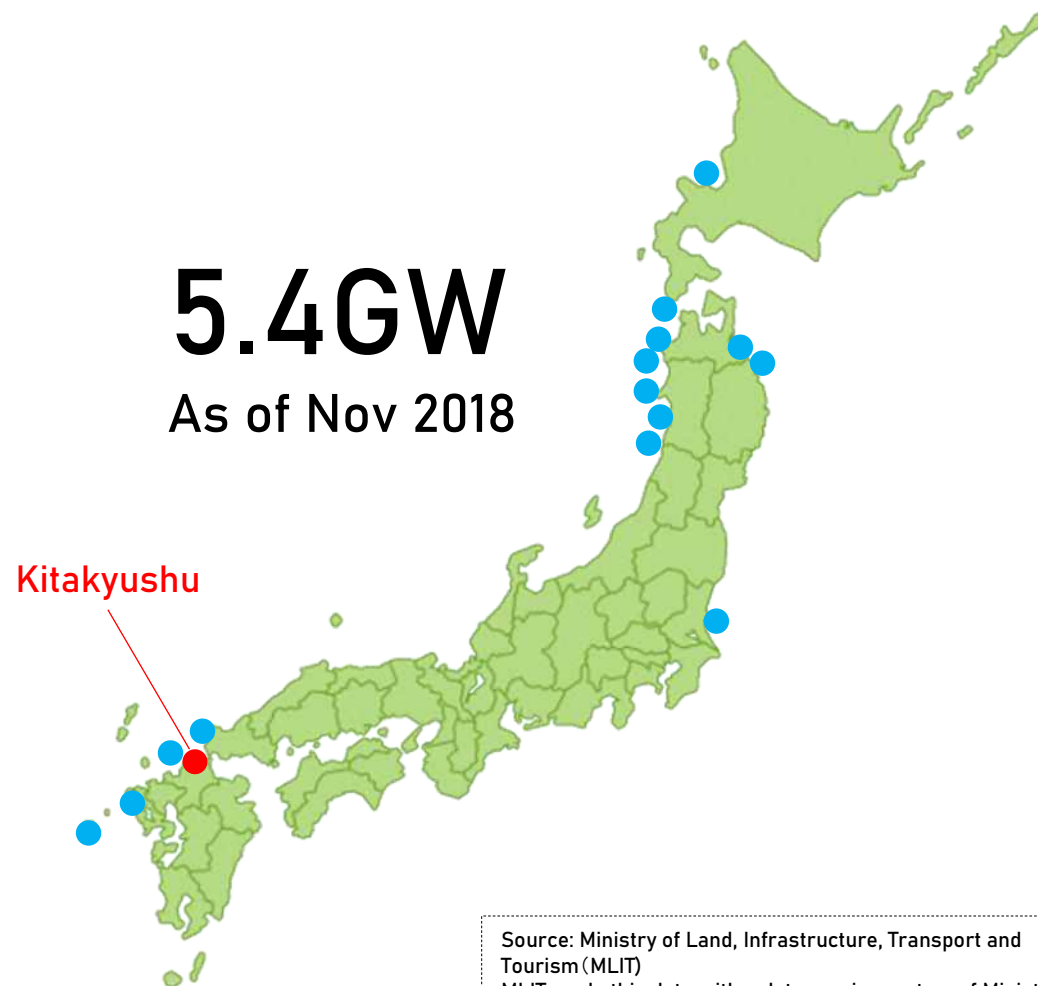 5.4GW
As of Nov 2018
Kitakyushu
Source: Ministry of Land, Infrastructure, Transport and
Tourism（MLIT)